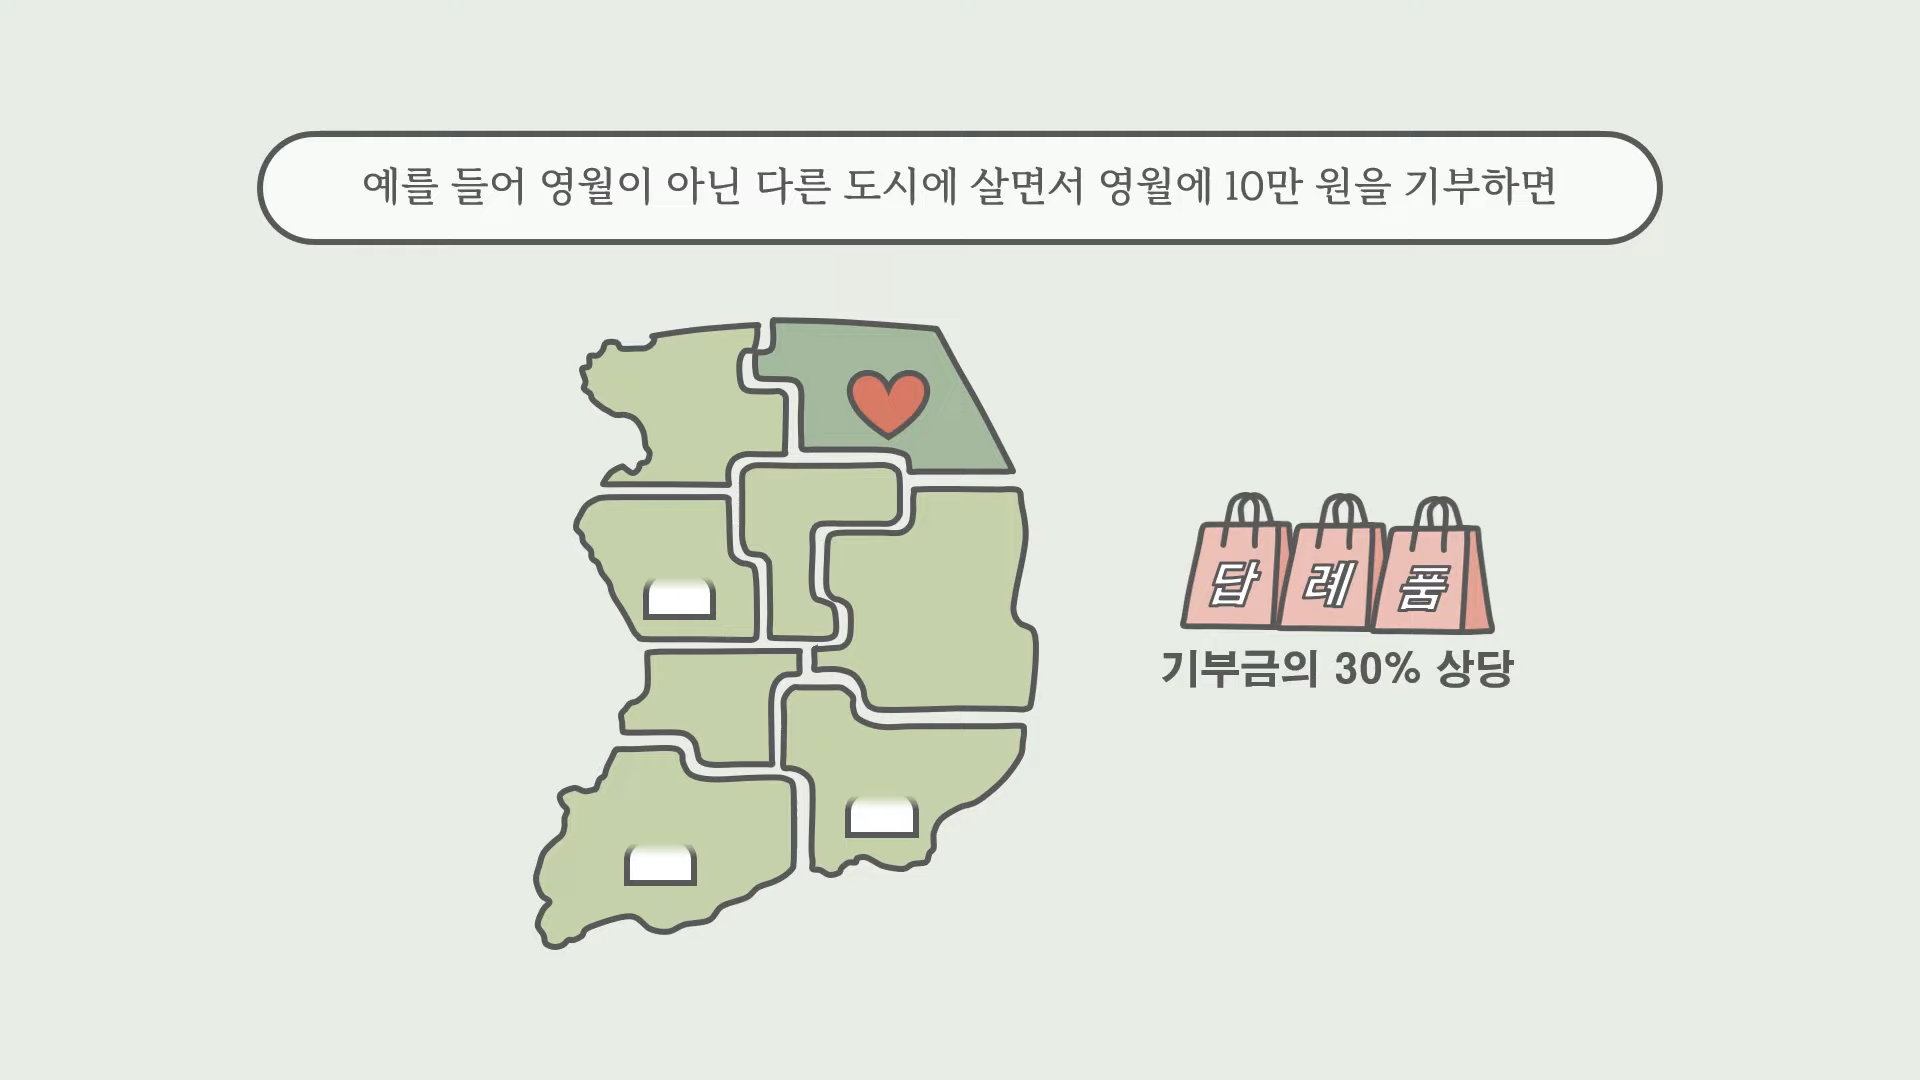 예를 들어 영월이 아닌 다른 도시에 살면서 영월에 10만 원을 기부하면
답례품
기부금의 30% 상당